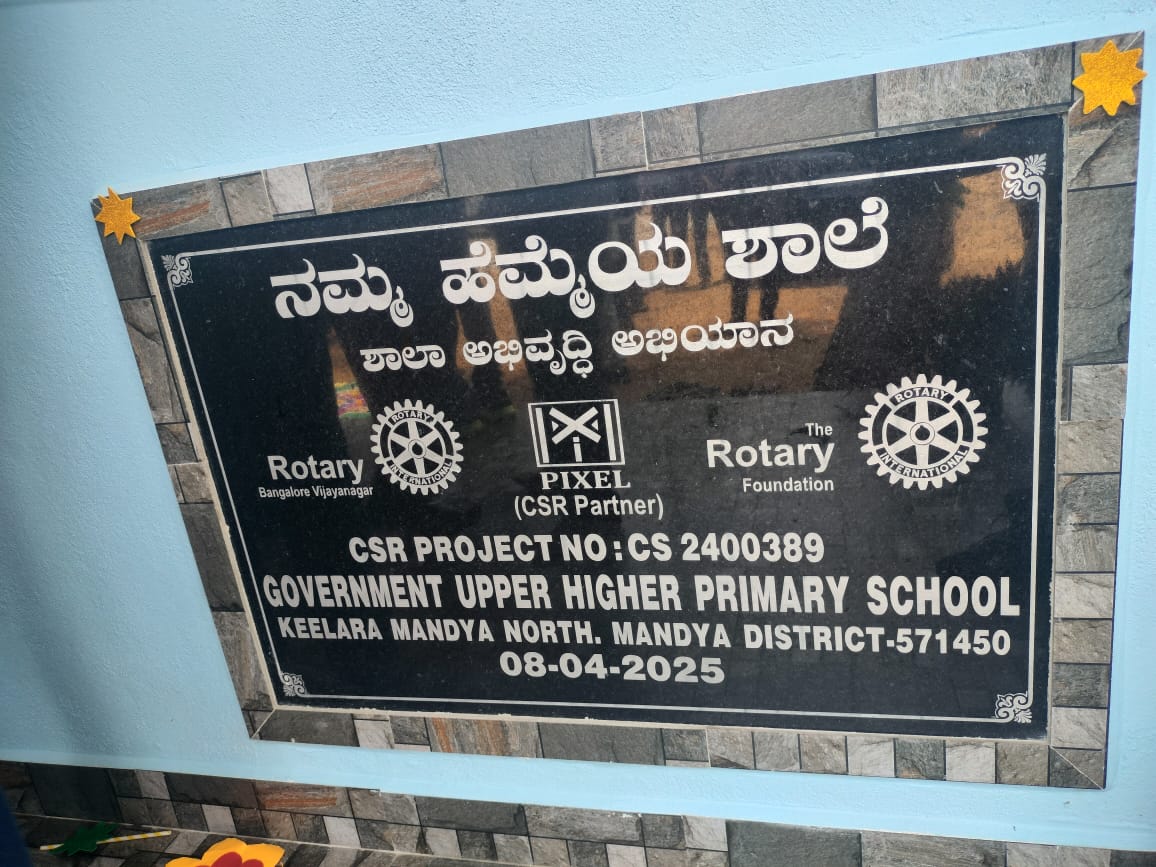 ನಮ್ಮ ಹೆಮ್ಮೆಯ ಶಾಲೆ
ಶಾಲಾ ಅಭಿವೃದ್ಧಿ ಅಭಿಯಾನ
Rotary
Bangalore Vijayanagar
ROTARY
INTERNATIONAL
PIXEL
(CSR Partner)
The
Rotary
Foundation
ROTARY
INTERNATIONAL
CSR PROJECT NO : CS 2400389
GOVERNMENT UPPER HIGHER PRIMARY SCHOOL
KEELARA MANDYA NORTH. MANDYA DISTRICT-571450
08-04-2025